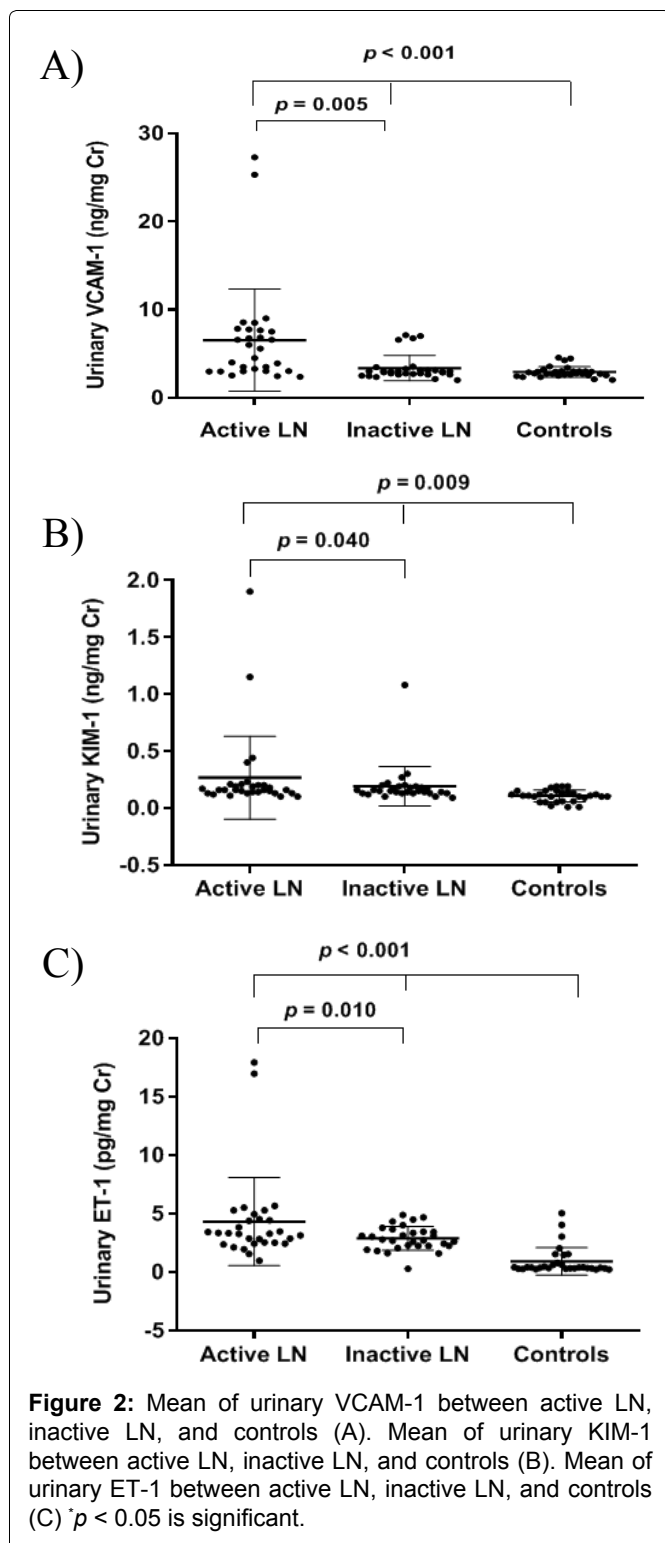 A)
p < 0.001
p = 0.005
30
20
10
0
Urinary VCAM-1 (ng/mg Cr)
Active LN Inactive LN Controls
B)
p = 0.009
p = 0.040
2.0
1.5
1.0
0.5
0.0
-0.5
Urinary KIM-1 (ng/mg Cr)
Active LN Inactive LN Controls
C)
p < 0.001
p = 0.010
20
15
10
5
0
-5
Urinary ET-1 (pg/mg Cr)
Active LN Inactive LN Controls
Figure 2: Mean of urinary VCAM-1 between active LN,
inactive LN, and controls (A). Mean of urinary KIM-1
between active LN, inactive LN, and controls (B). Mean of
urinary ET-1 between active LN, inactive LN, and controls
(C) *p < 0.05 is significant.